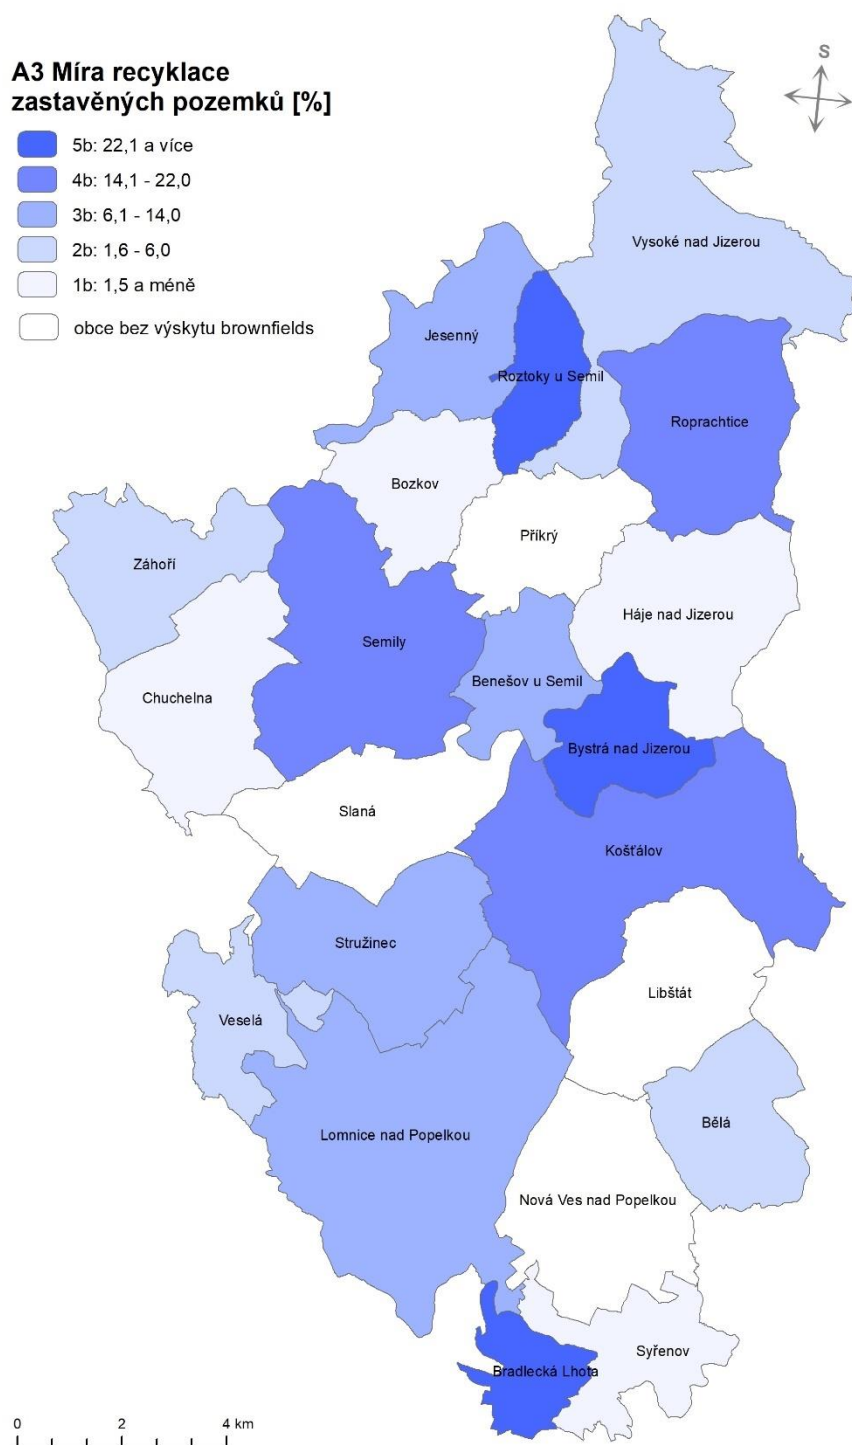 A3 Míra recyklace
zastavěných pozemků [%]
5b: 22,1 a více
4b: 14,1 - 22,0
3b: 6,1 - 14,0
2b: 1,6 - 6,0
1b: 1,5 a méně
obce bez výskytu brownfields
S
Vysoké nad Jizerou
Jesenný
Roztoky u Semil
Roprachtice
Bozkov
Příkrý
Záhoří
Háje nad Jizerou
Semily
Benešov u Semil
Chuchelna
Bystrá nad Jizerou
Slaná
Košťálov
Stružinec
Libštát
Veselá
Bělá
Lomnice nad Popelkou
Nová Ves nad Popelkou
Syřenov
Bradlecká Lhota
0 2 4 km